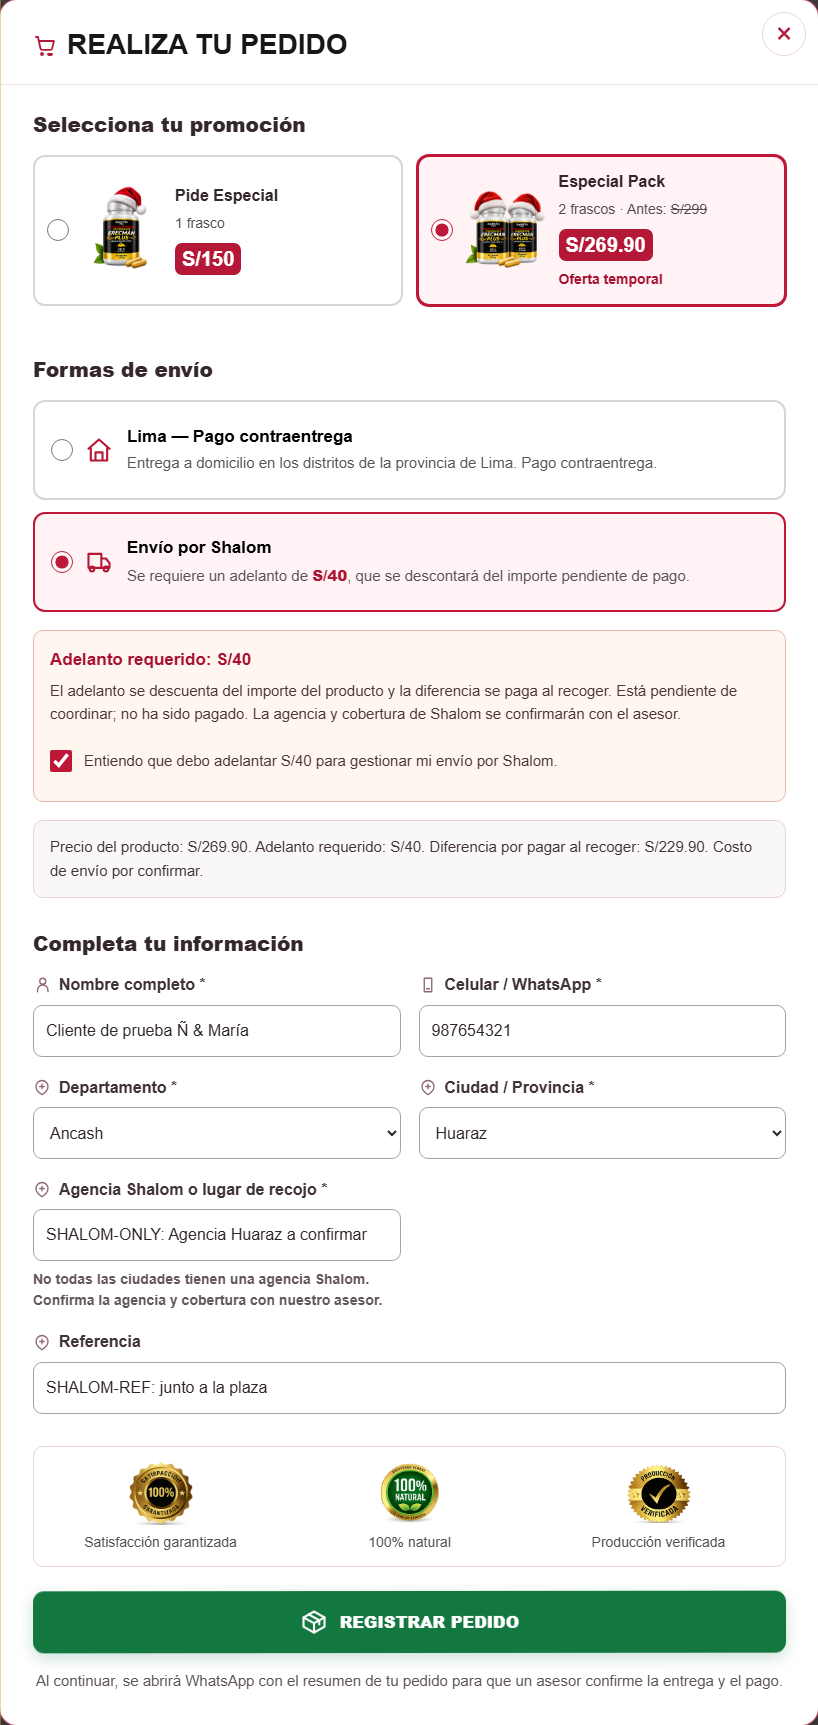 REALIZA TU PEDIDO
Selecciona tu promoción
Pide Especial
1 frasco
S/150
Especial Pack
2 frascos · Antes: S/299
S/269.90
Oferta temporal
ERECMAN
PLUS
ERECMAN
PLUS
Formas de envío
Lima — Pago contraentrega
Entrega a domicilio en los distritos de la provincia de Lima. Pago contraentrega.
Envío por Shalom
Se requiere un adelanto de S/40, que se descontará del importe pendiente de pago.
Adelanto requerido: S/40
El adelanto se descuenta del importe del producto y la diferencia se paga al recoger. Está pendiente de
coordinar; no ha sido pagado. La agencia y cobertura de Shalom se confirmarán con el asesor.
Entiendo que debo adelantar S/40 para gestionar mi envío por Shalom.
Precio del producto: S/269.90. Adelanto requerido: S/40. Diferencia por pagar al recoger: S/229.90. Costo
de envío por confirmar.
Completa tu información
Nombre completo *
Cliente de prueba Ñ & María
Celular / WhatsApp *
987654321
Departamento *
Ancash
Ciudad / Provincia *
Huaraz
Agencia Shalom o lugar de recojo *
SHALOM-ONLY: Agencia Huaraz a confirmar
No todas las ciudades tienen una agencia Shalom.
Confirma la agencia y cobertura con nuestro asesor.
Referencia
SHALOM-REF: junto a la plaza
SATISFACCIÓN
100%
GARANTIZADA
Satisfacción garantizada
100%
NATURAL
100% natural
PRODUCCIÓN
VERIFICADA
Producción verificada
REGISTRAR PEDIDO
Al continuar, se abrirá WhatsApp con el resumen de tu pedido para que un asesor confirme la entrega y el pago.